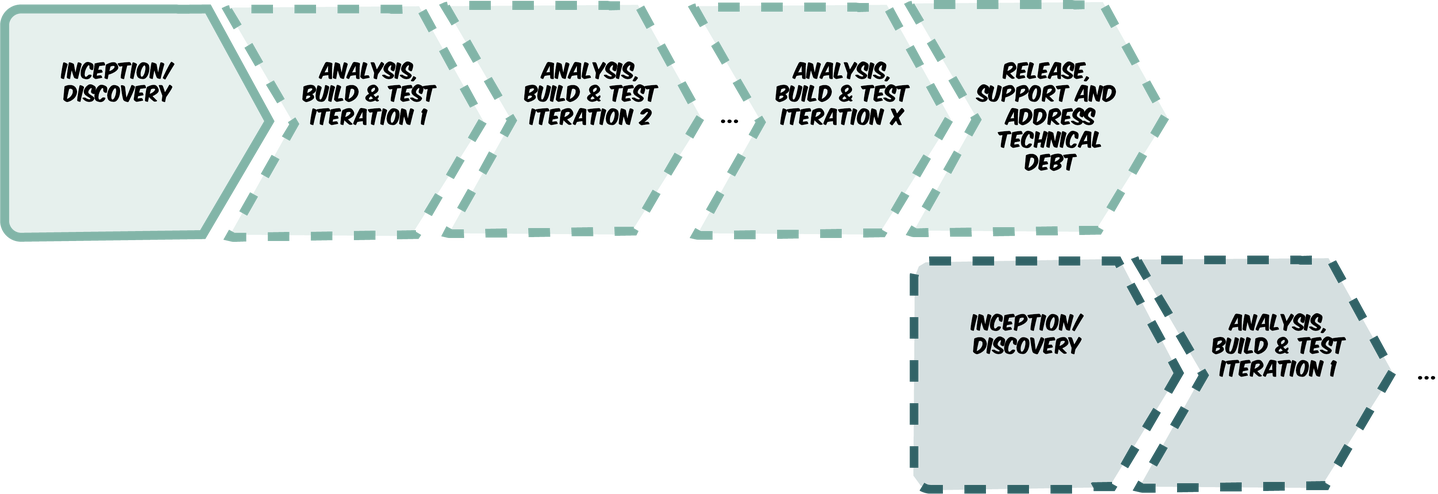 INCEPTION/
DISCOVERY
ANALYSIS,
BUILD & TEST
ITERATION 1
ANALYSIS,
BUILD & TEST
ITERATION 2
...
ANALYSIS,
BUILD & TEST
ITERATION X
RELEASE,
SUPPORT AND
ADDRESS
TECHNICAL
DEBT
INCEPTION/
DISCOVERY
ANALYSIS,
BUILD & TEST
ITERATION 1
...